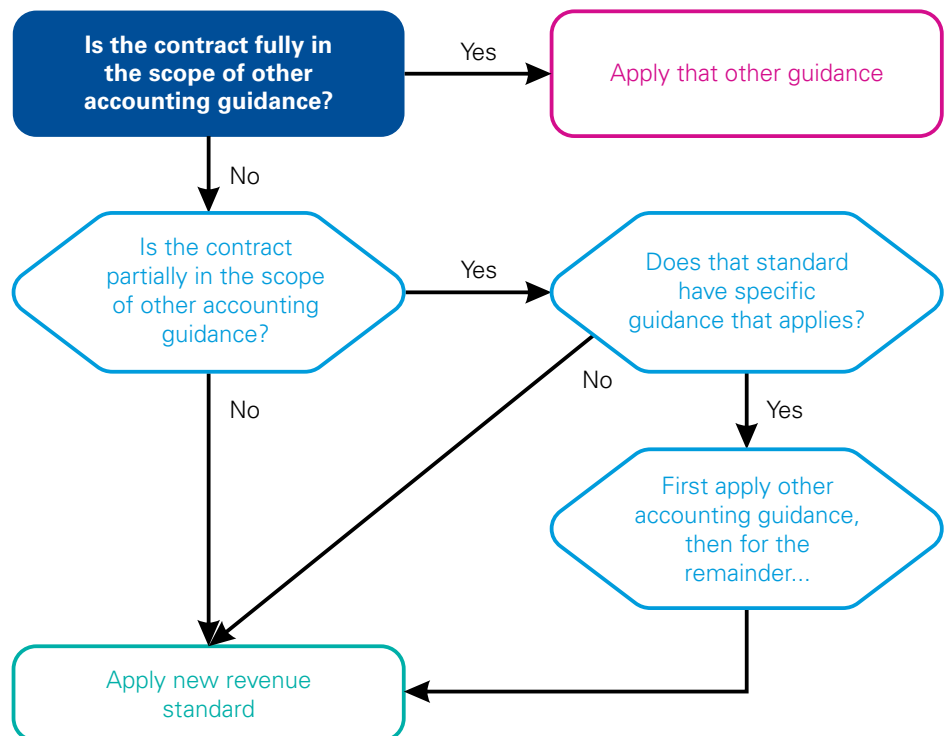 Is the contract fully in
the scope of other
accounting guidance?
Yes
Apply that other guidance
No
Is the contract
partially in the scope
of other accounting
guidance?
Yes
Does that standard
have specific
guidance that applies?
No
No
Yes
First apply other
accounting guidance,
then for the
remainder...
Apply new revenue
standard